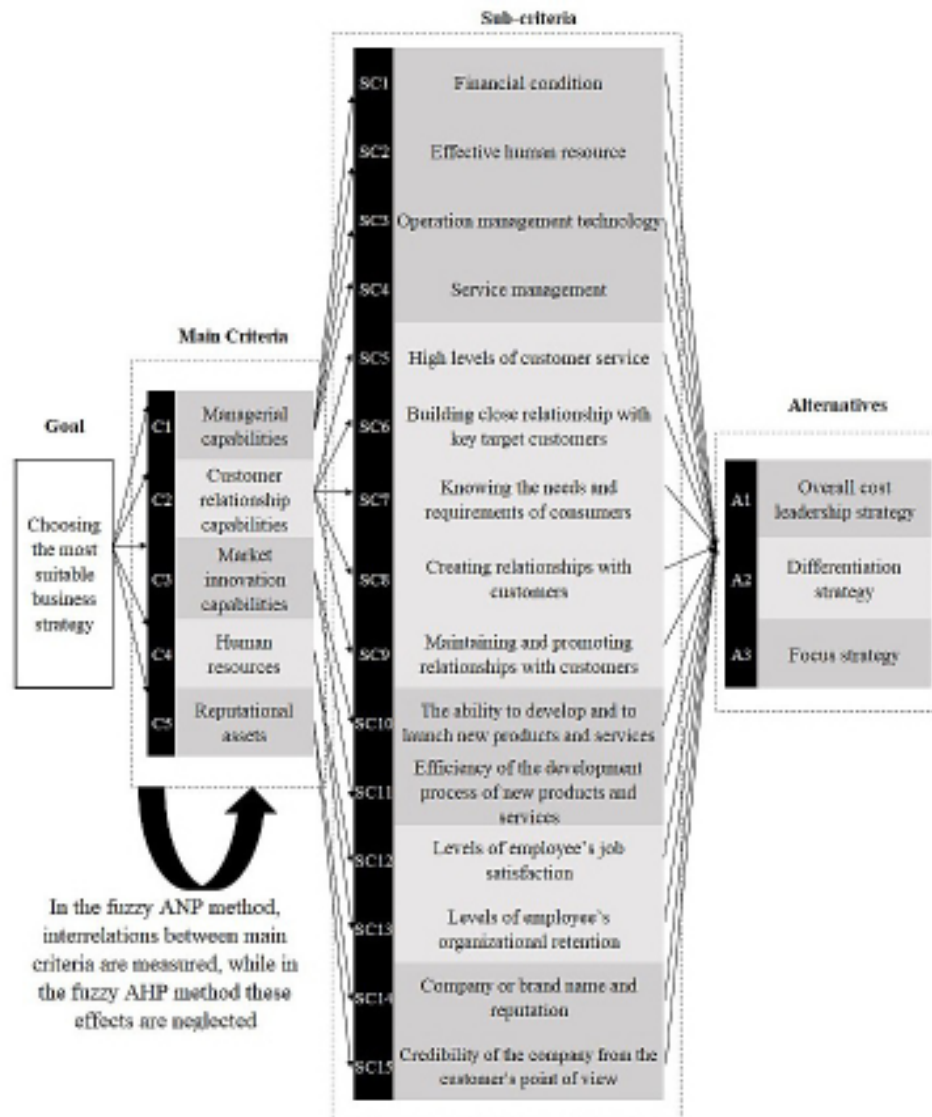 Sub-criteria
SC1
Financial condition
SC2
Effective human resource
SC3
Operation management technology
SC4
Service management
SC5
High levels of customer service
SC6
Building close relationship with
key target customers
SC7
Knowing the needs and
requirements of consumers
SC8
Creating relationships with
customers
SC9
Maintaining and promoting
relationships with customers
SC10
The ability to develop and to
launch new products and services
SC11
Efficiency of the development
process of new products and
services
SC12
Levels of employee's job
satisfaction
SC13
Levels of employee's
organizational retention
SC14
Company or brand name and
reputation
SC15
Credibility of the company from the
customer's point of view
Main Criteria
C1
Managerial
capabilities
C2
Customer
relationship
capabilities
C3
Market
innovation
capabilities
C4
Human
resources
C5
Reputational
assets
Goal
Choosing
the most
suitable
business
strategy
Alternatives
A1
Overall cost
leadership strategy
A2
Differentiation
strategy
A3
Focus strategy
In the fuzzy ANP method,
interrelations between main
criteria are measured, while in
the fuzzy AHP method these
effects are neglected